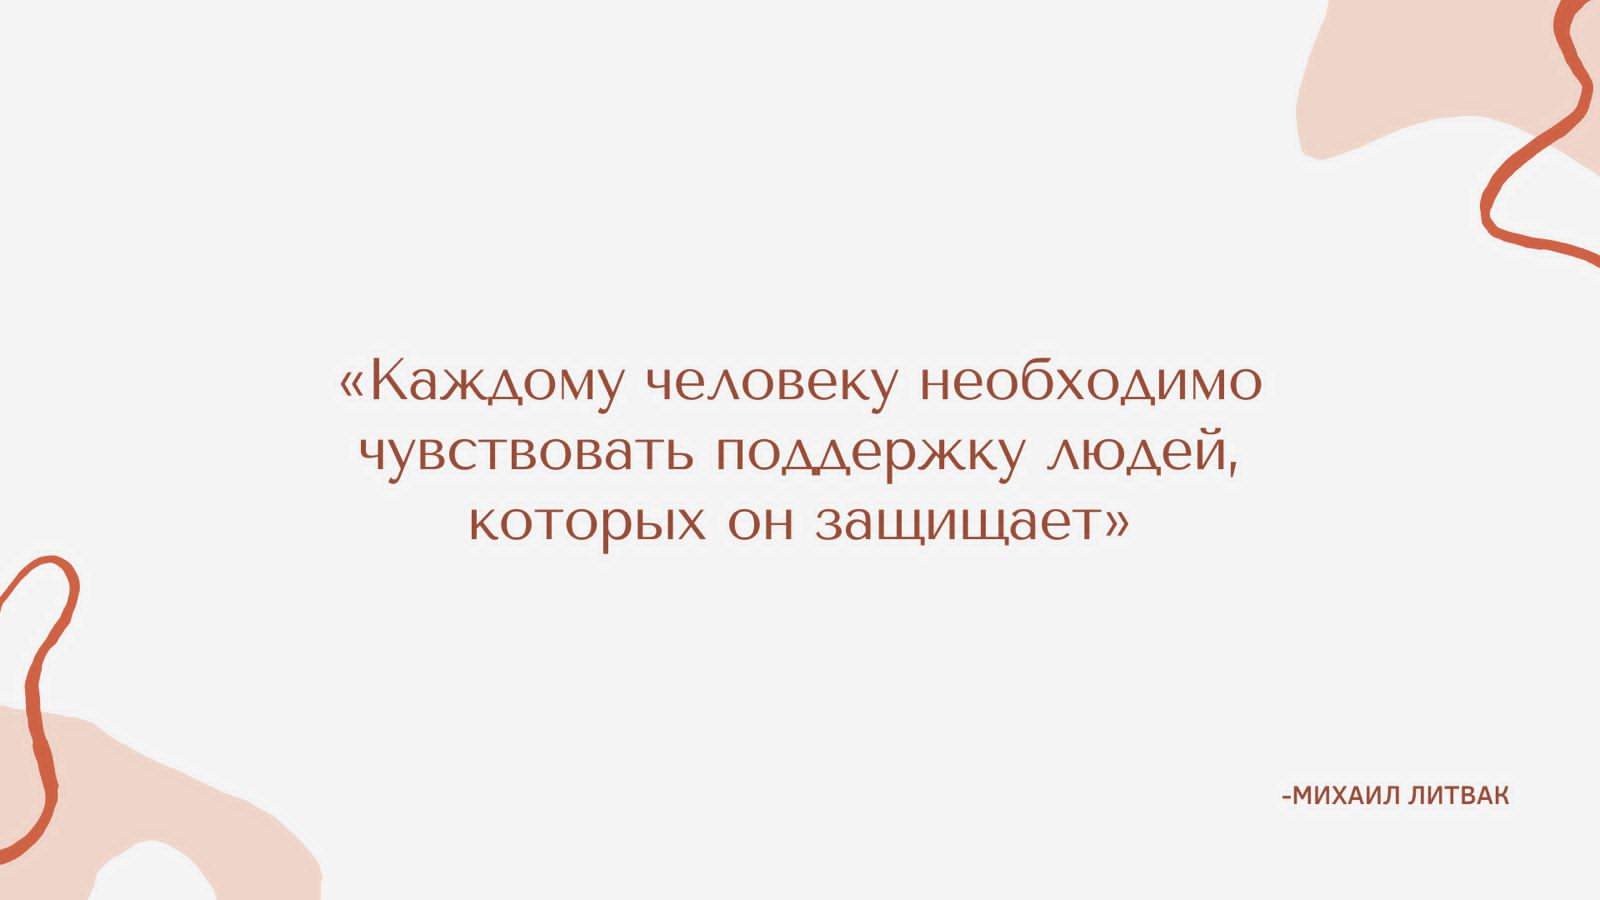 «Каждому человеку необходимо
чувствовать поддержку людей,
которых он защищает»
-МИХАИЛ ЛИТВАК